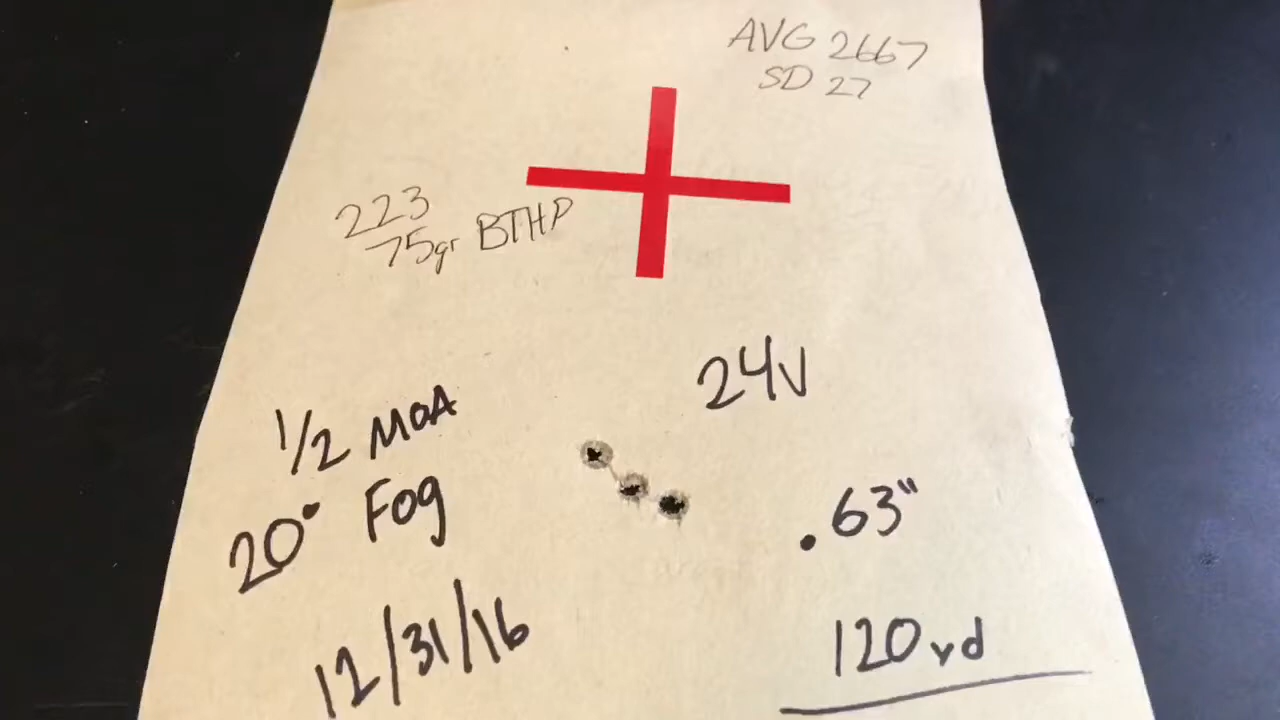 AVG 2667
SD 27
223
75gr BTHP
24V
1/2 MOA
20° Fog
.63"
12/31/16
120yd